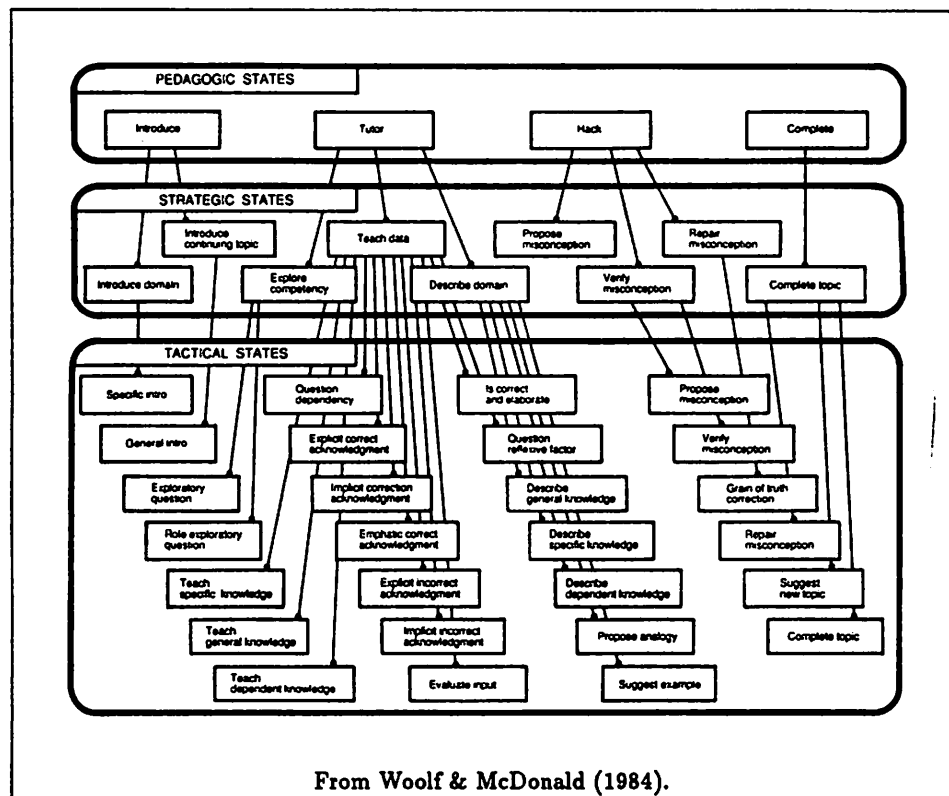 PEDAGOGIC STATES
Introduce
Tutor
Hack
Complete
STRATEGIC STATES
Introduce
continuing topic
Teach data
Propose
misconception
Repair
misconception
Introduce domain
Explore
competency
Describe domain
Verify
misconception
Complete topic
TACTICAL STATES
Specific intro
Question
dependency
Is correct
and elaborate
Propose
misconception
General intro
Explicit correct
acknowledgment
Question
reflexive factor
Verify
misconception
Exploratory
question
Implicit correction
acknowledgment
Describe
general knowledge
Grain of truth
correction
Role exploratory
question
Emphatic correct
acknowledgment
Describe
specific knowledge
Repair
misconception
Teach
specific knowledge
Explicit incorrect
acknowledgment
Describe
dependent knowledge
Suggest
new topic
Teach
general knowledge
Implicit incorrect
acknowledgment
Propose analogy
Complete topic
Teach
dependent knowledge
Evaluate input
Suggest example
From Woolf & McDonald (1984).